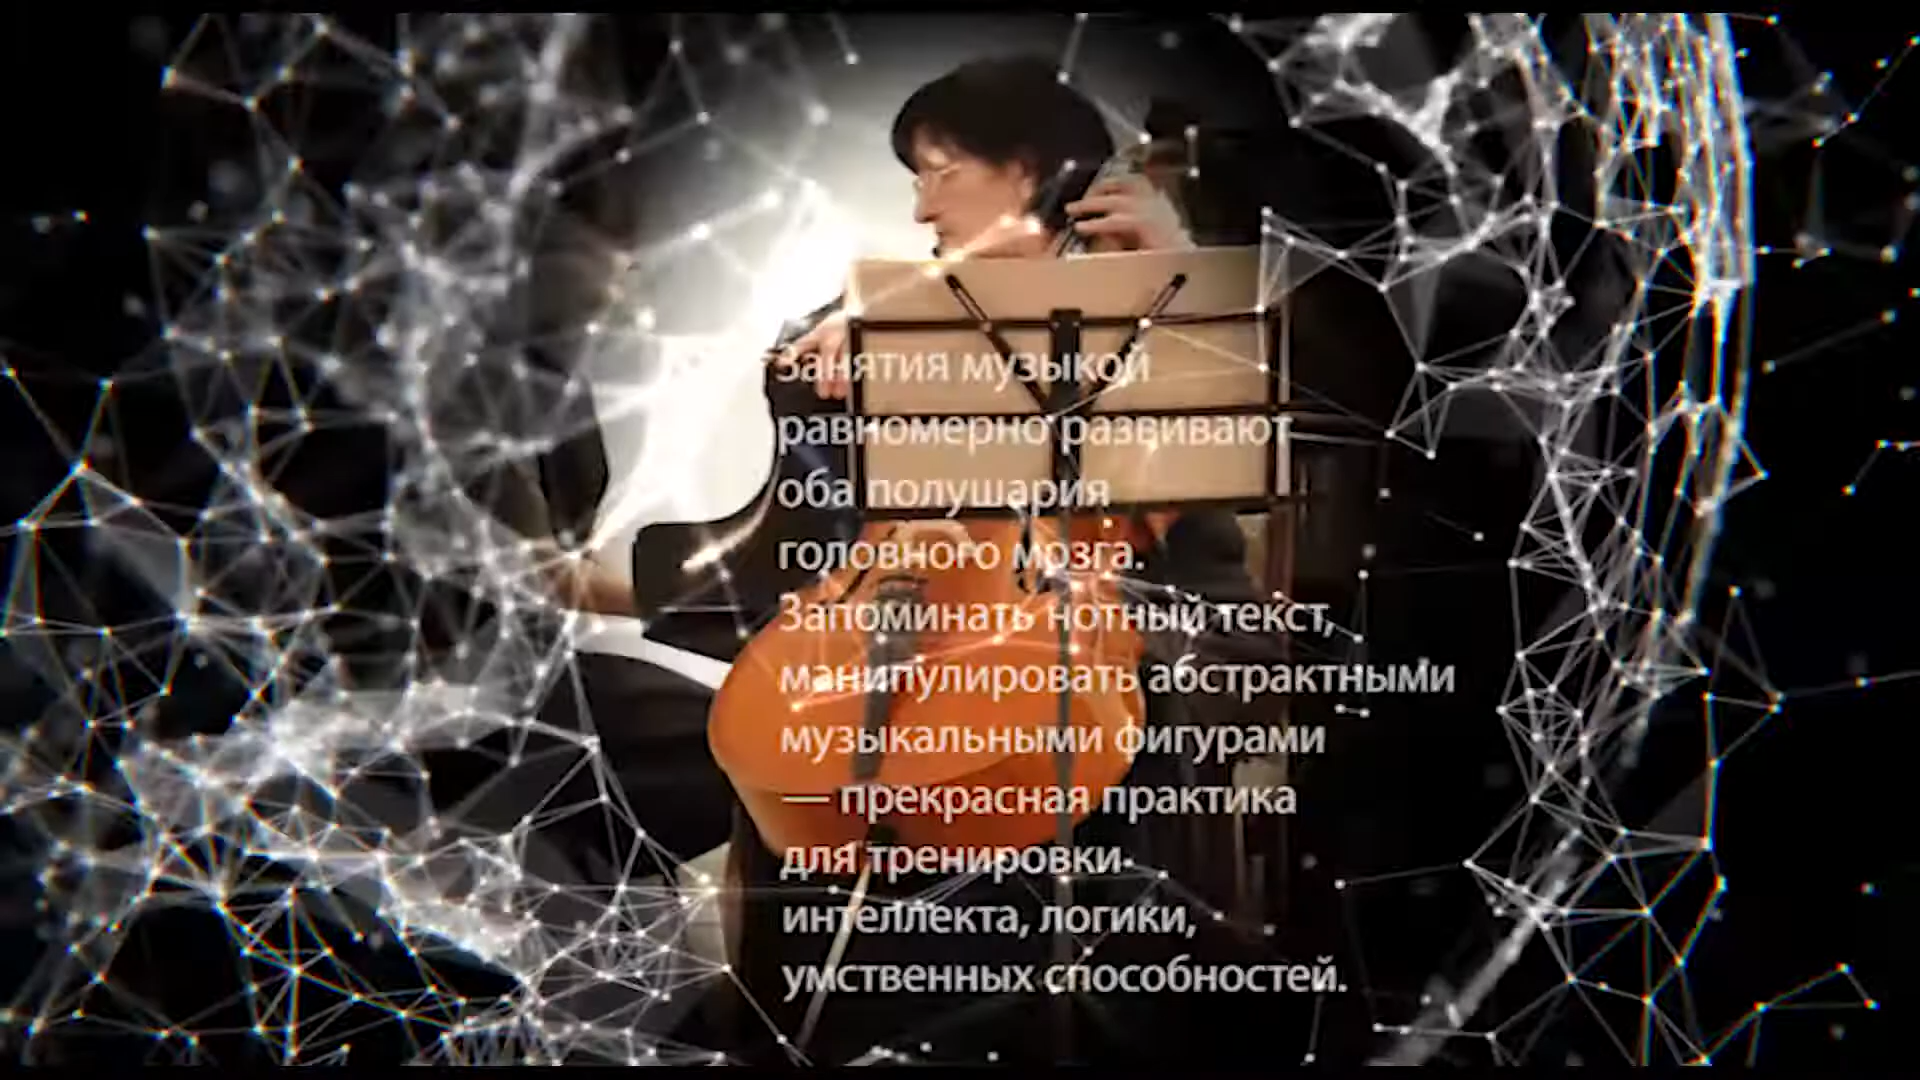 Занятия музыкой
равномерно развивают
оба полушария
головного мозга.
Запоминать нотный текст,
манипулировать абстрактными
музыкальными фигурами
— прекрасная практика
для тренировки
интеллекта, логики,
умственных способностей.